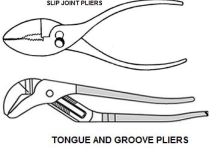 SLIP JOINT PLIERS
TONGUE AND GROOVE PLIERS